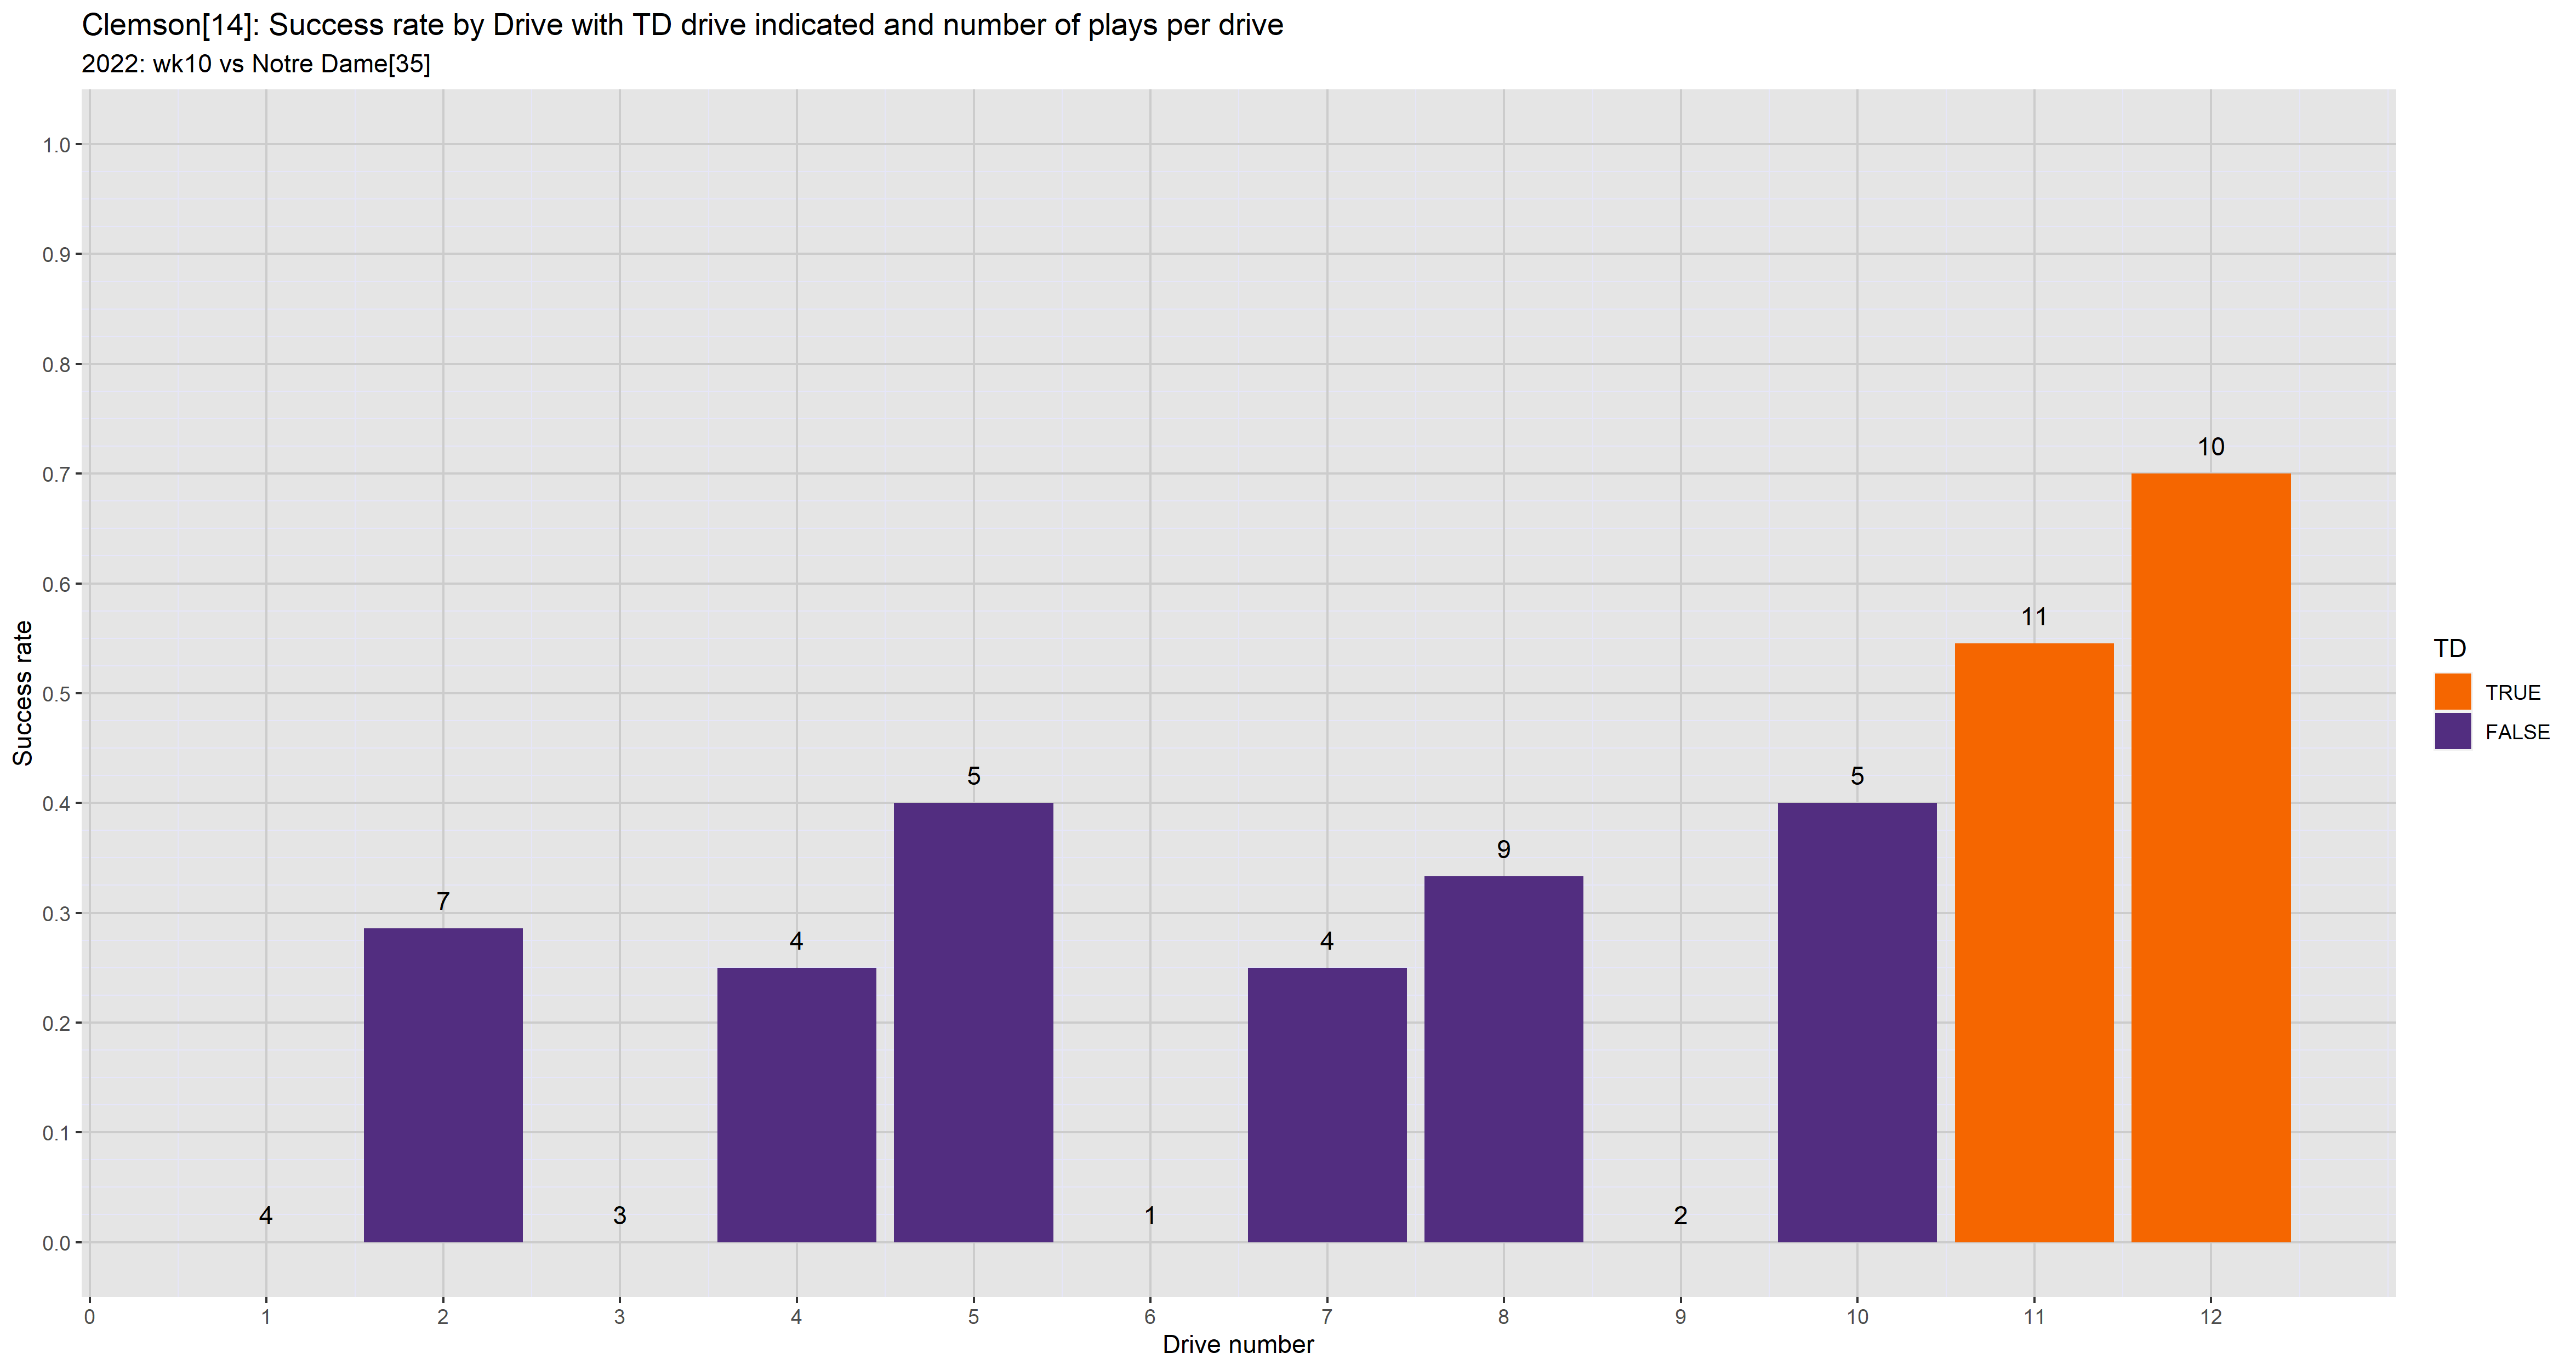 Clemson[14]: Success rate by Drive with TD drive indicated and number of plays per drive
2022: wk10 vs Notre Dame[35]
Success rate
1.0
0.9
0.8
0.7
0.6
0.5
0.4
0.3
0.2
0.1
0.0
4
7
3
4
5
1
4
9
2
5
11
10
0 1 2 3 4 5 6 7 8 9 10 11 12
Drive number
TD
TRUE
FALSE